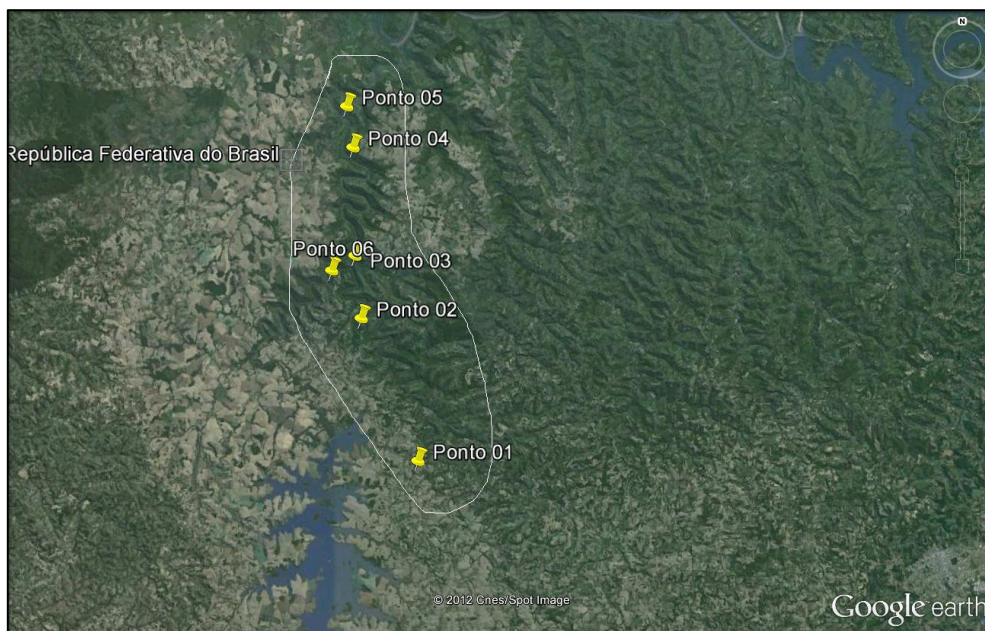 N
Ponto 05
Ponto 04
República Federativa do Brasil
Ponto 06
Ponto 03
Ponto 02
Ponto 01
© 2012 Cnes/Spot Image
Google earth